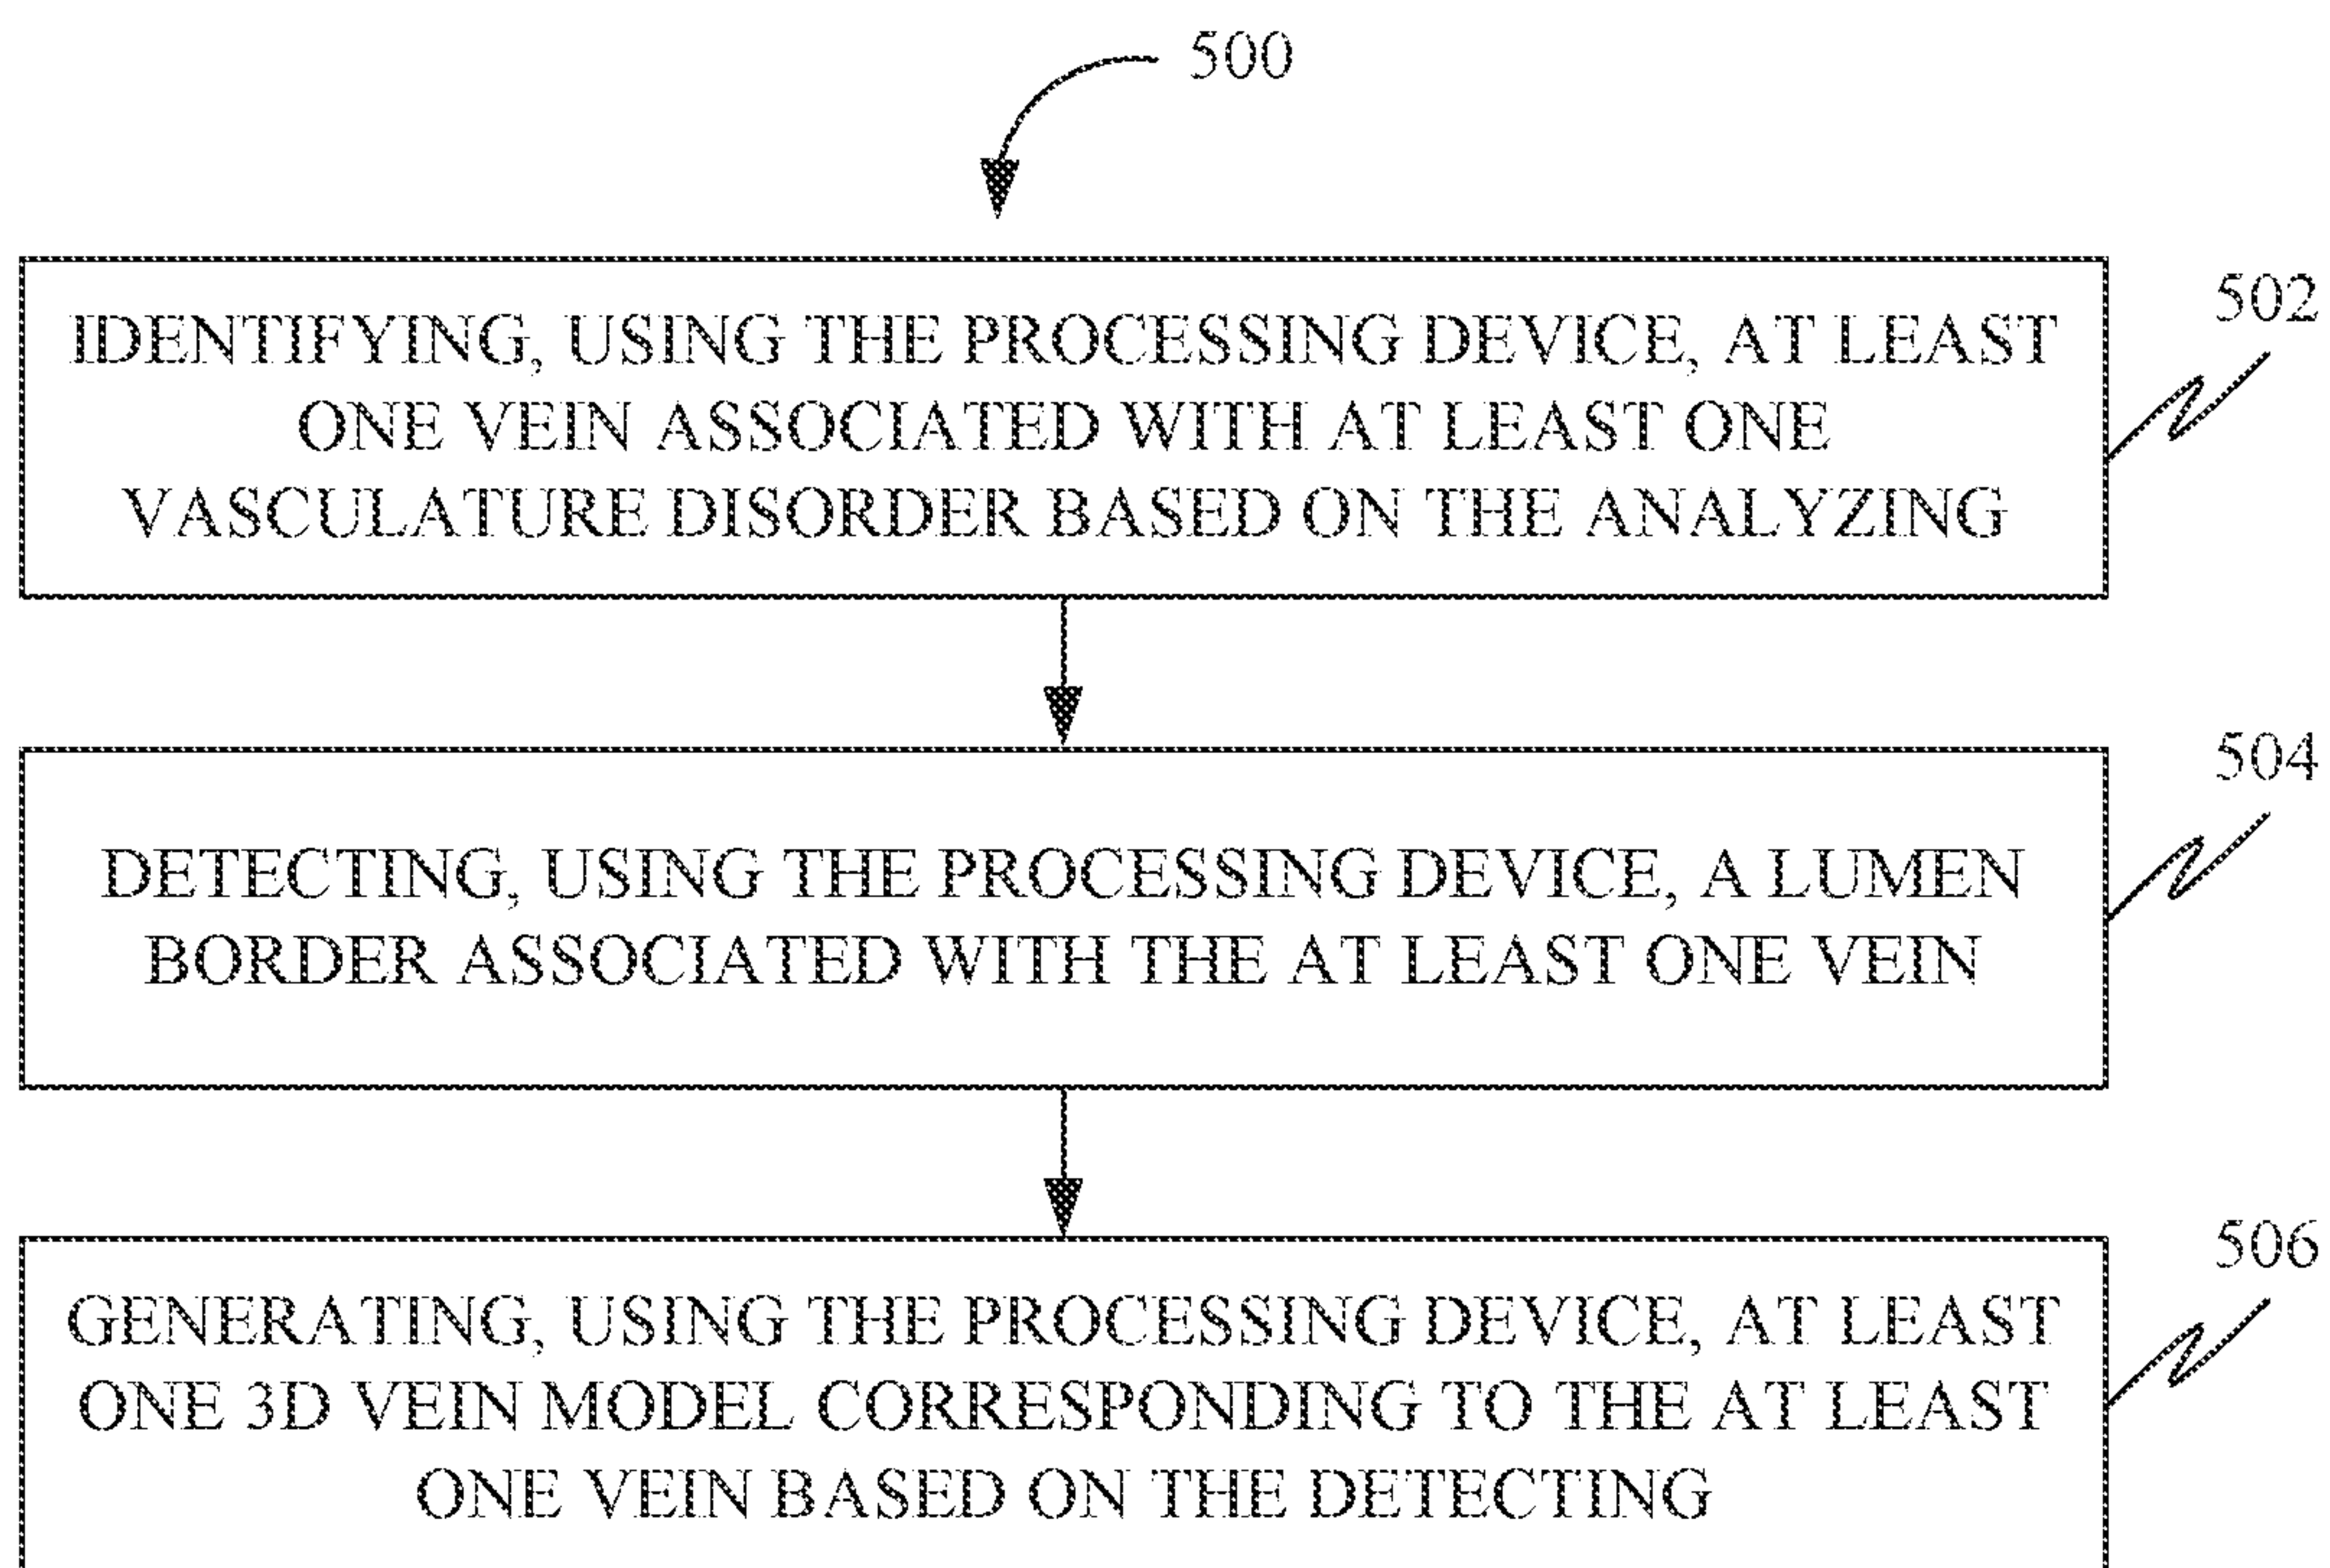 500
502
IDENTIFYING, USING THE PROCESSING DEVICE, AT LEAST
ONE VEIN ASSOCIATED WITH AT LEAST ONE
VASCULATURE DISORDER BASED ON THE ANALYZING
504
DETECTING, USING THE PROCESSING DEVICE, A LUMEN
BORDER ASSOCIATED WITH THE AT LEAST ONE VEIN
506
GENERATING, USING THE PROCESSING DEVICE, AT LEAST
ONE 3D VEIN MODEL CORRESPONDING TO THE AT LEAST
ONE VEIN BASED ON THE DETECTING